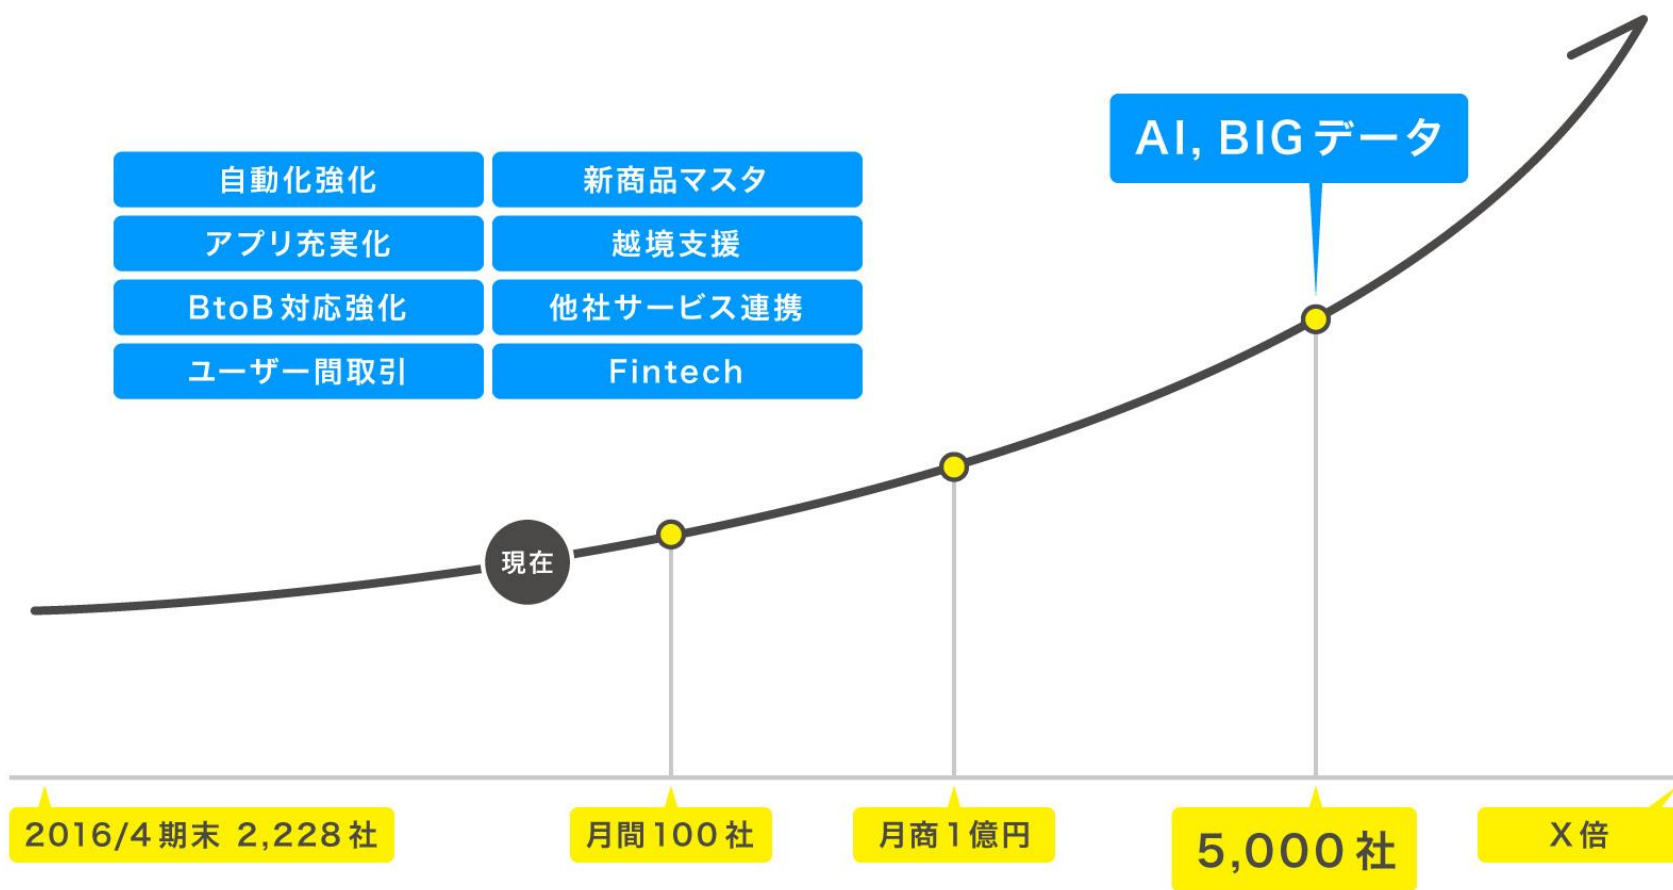 AI, BIGデータ
自動化強化
新商品マスタ
アプリ充実化
越境支援
BtoB対応強化
他社サービス連携
ユーザー間取引
Fintech
現在
2016/4期末 2,228社
月間100社
月商1億円
5,000社
X倍